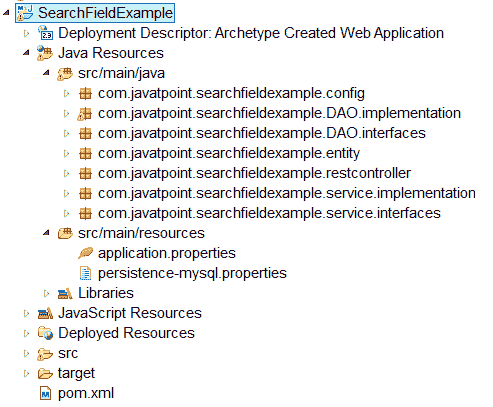 SearchFieldExample
Deployment Descriptor: Archetype Created Web Application
Java Resources
src/main/java
com.javatpoint.searchfieldexample.config
com.javatpoint.searchfieldexample.DAO.implementation
com.javatpoint.searchfieldexample.DAO.interfaces
com.javatpoint.searchfieldexample.entity
com.javatpoint.searchfieldexample.restcontroller
com.javatpoint.searchfieldexample.service.implementation
com.javatpoint.searchfieldexample.service.interfaces
src/main/resources
application.properties
persistence-mysql.properties
Libraries
JavaScript Resources
Deployed Resources
src
target
pom.xml